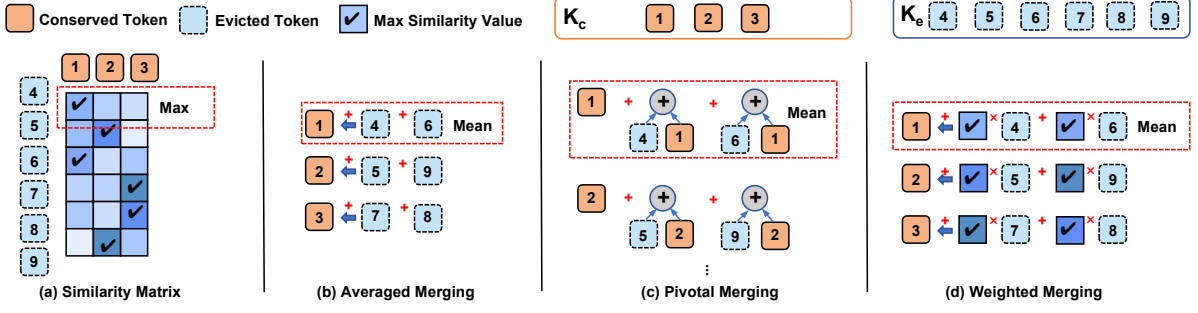 Conserved Token
Evicted Token
Max Similarity Value
K_c 1 2 3
K_e 4 5 6 7 8 9
1 2 3
4
5
6
7
8
9
Max
(a) Similarity Matrix
1 + 4 + 6 Mean
2 + 5 + 9
3 + 7 + 8
(b) Averaged Merging
1 + + + +
4 1 6 1
Mean
2 + + + +
5 2 9 2
⋮
(c) Pivotal Merging
1 + × 4 + × 6 Mean
2 + × 5 + × 9
3 + × 7 + × 8
(d) Weighted Merging